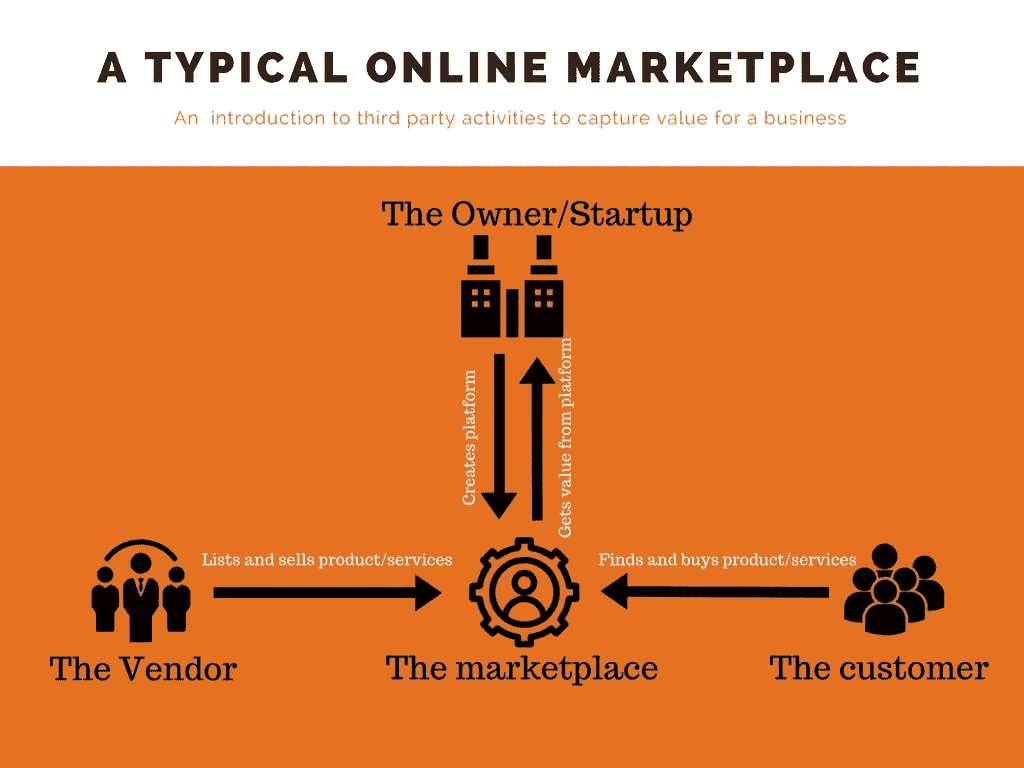 A TYPICAL ONLINE MARKETPLACE
An introduction to third party activities to capture value for a business
The Owner/Startup
Creates platform
Gets value from platform
Lists and sells product/services
Finds and buys product/services
The Vendor
The marketplace
The customer